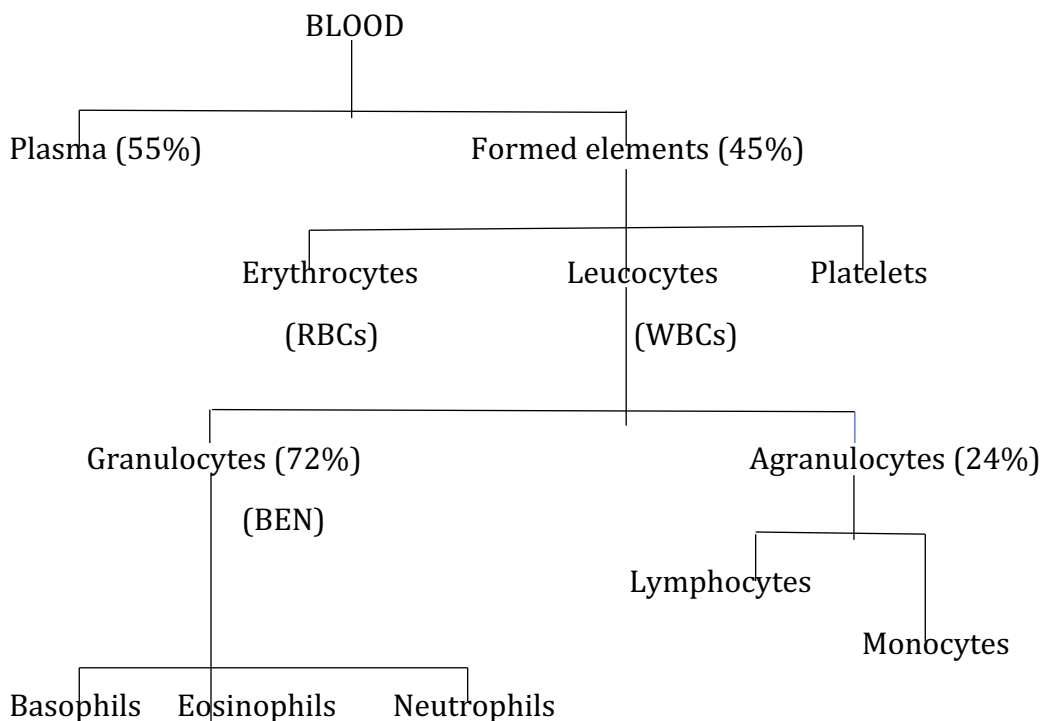 BLOOD
Plasma (55%) Formed elements (45%)
Erythrocytes Leucocytes Platelets
(RBCs) (WBCs)
Granulocytes (72%) Agranulocytes (24%)
(BEN)
Lymphocytes
Monocytes
Basophils Eosinophils Neutrophils